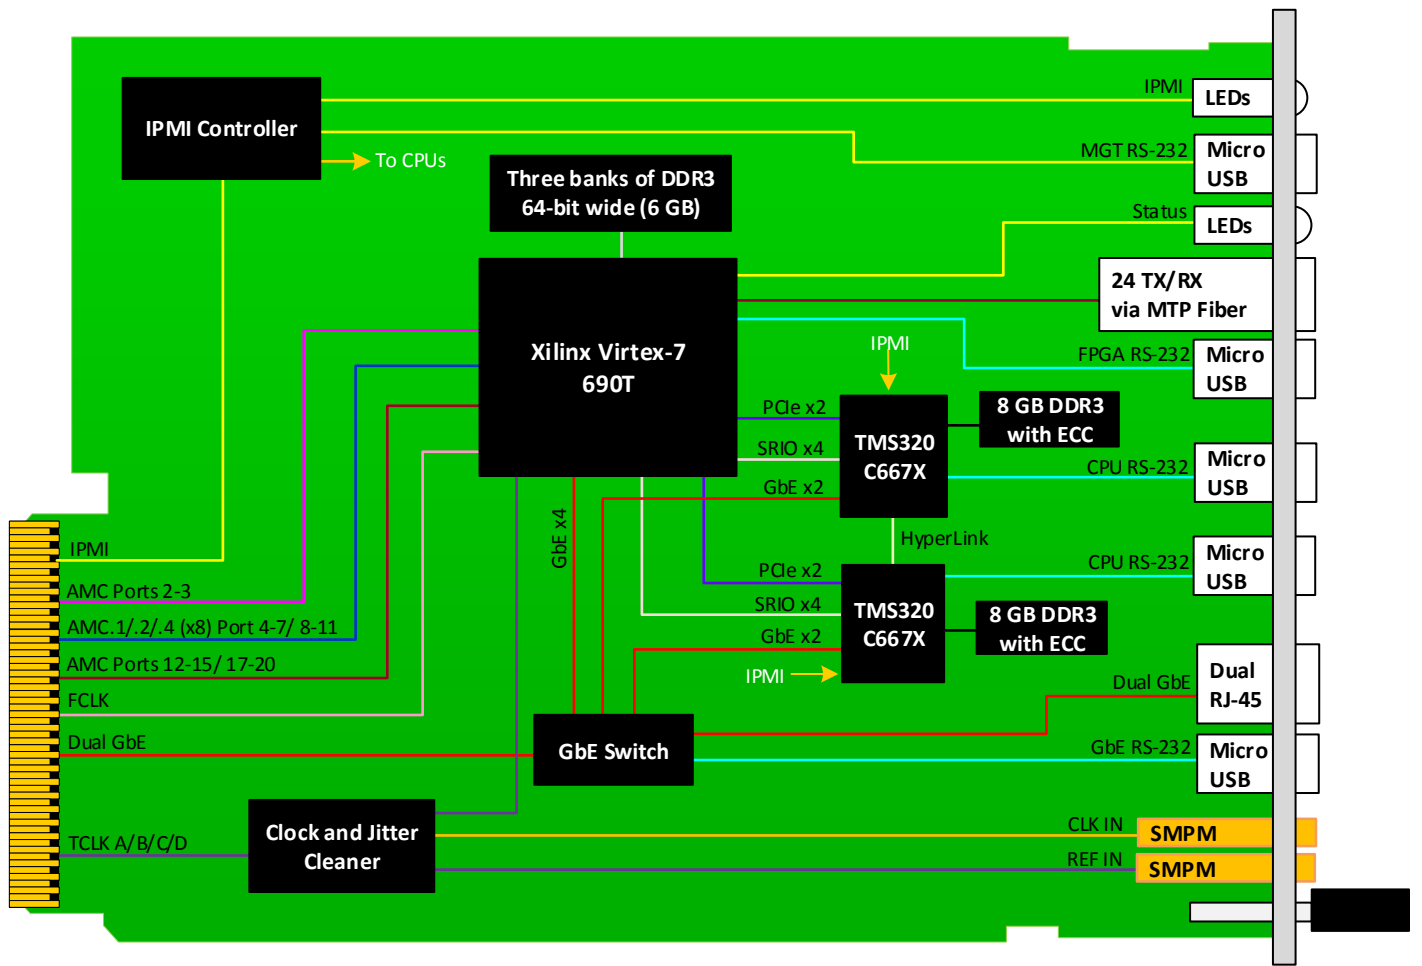 IPMI
LEDs
IPMI Controller
MGT RS-232
Micro
USB
To CPUs
Three banks of DDR3
64-bit wide (6 GB)
Status
LEDs
24 TX/RX
via MTP Fiber
Xilinx Virtex-7
690T
IPMI
FPGA RS-232
Micro
USB
PCIe x2
8 GB DDR3
with ECC
TMS320
C667X
SRIO x4
CPU RS-232
Micro
USB
GbE x2
GbE x4
HyperLink
IPMI
CPU RS-232
Micro
USB
PCIe x2
AMC Ports 2-3
SRIO x4
TMS320
C667X
8 GB DDR3
with ECC
AMC.1/.2/.4 (x8) Port 4-7/ 8-11
GbE x2
AMC Ports 12-15/ 17-20
IPMI
Dual GbE
Dual
RJ-45
FCLK
Dual GbE
GbE Switch
GbE RS-232
Micro
USB
Clock and Jitter
Cleaner
CLK IN
SMPM
TCLK A/B/C/D
REF IN
SMPM